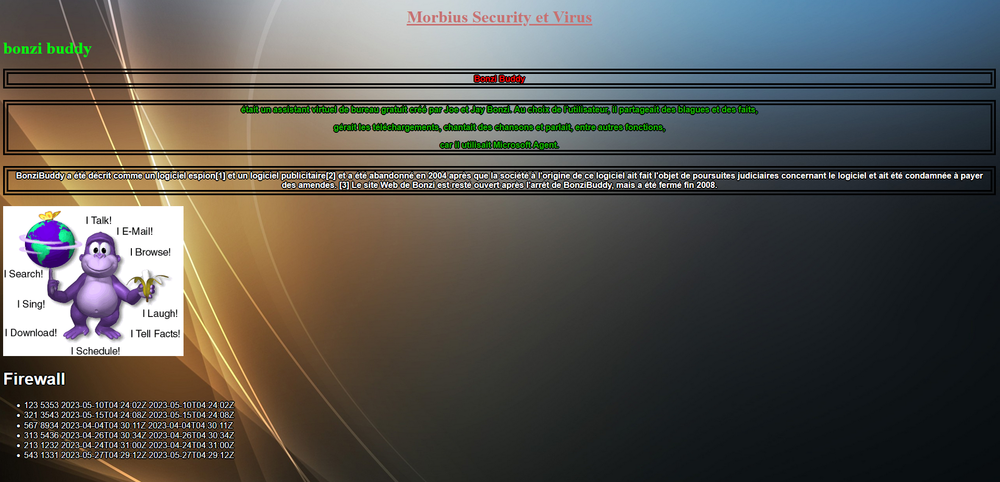 Morbius Security et Virus
bonzi buddy
Bonzi Buddy
était un assistant virtuel de bureau gratuit créé par Joe et Jay Bonzi. Au choix de l'utilisateur, il partageait des blagues et des faits,
gérait les téléchargements, chantait des chansons et parlait, entre autres fonctions,
car il utilisait Microsoft Agent.
BonziBuddy a été décrit comme un logiciel espion[1] et un logiciel publicitaire[2] et a été abandonné en 2004 après que la société à l'origine de ce logiciel ait fait l'objet de poursuites judiciaires concernant le logiciel et ait été condamnée à payer
des amendes. [3] Le site Web de Bonzi est resté ouvert après l'arrêt de BonziBuddy, mais a été fermé fin 2008.
I Talk!
I E-Mail!
I Browse!
I Search!
I Sing!
I Laugh!
I Download!
I Tell Facts!
I Schedule!
Firewall
• 123 5353 2023-05-10T04:24:02Z 2023-05-10T04:24:02Z
• 321 3543 2023-05-15T04:24:08Z 2023-05-15T04:24:08Z
• 567 8934 2023-04-04T04:30:11Z 2023-04-04T04:30:11Z
• 313 5436 2023-04-26T04:30:34Z 2023-04-26T04:30:34Z
• 213 1232 2023-04-24T04:31:00Z 2023-04-24T04:31:00Z
• 543 1331 2023-05-27T04:29:12Z 2023-05-27T04:29:12Z